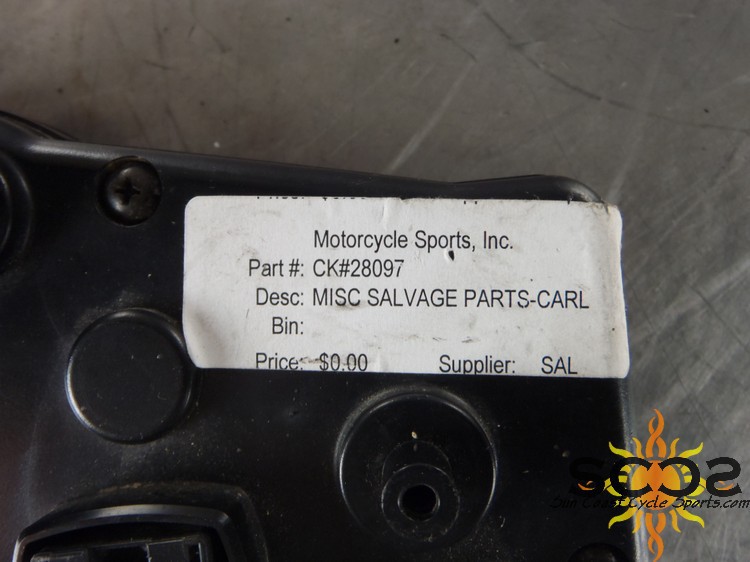 Motorcycle Sports, Inc.
Part #: CK#28097
Desc: MISC SALVAGE PARTS-CARL
Bin:
Price: $0.00 Supplier: SAL
SCCS
Sun Coast Cycle Sports.com